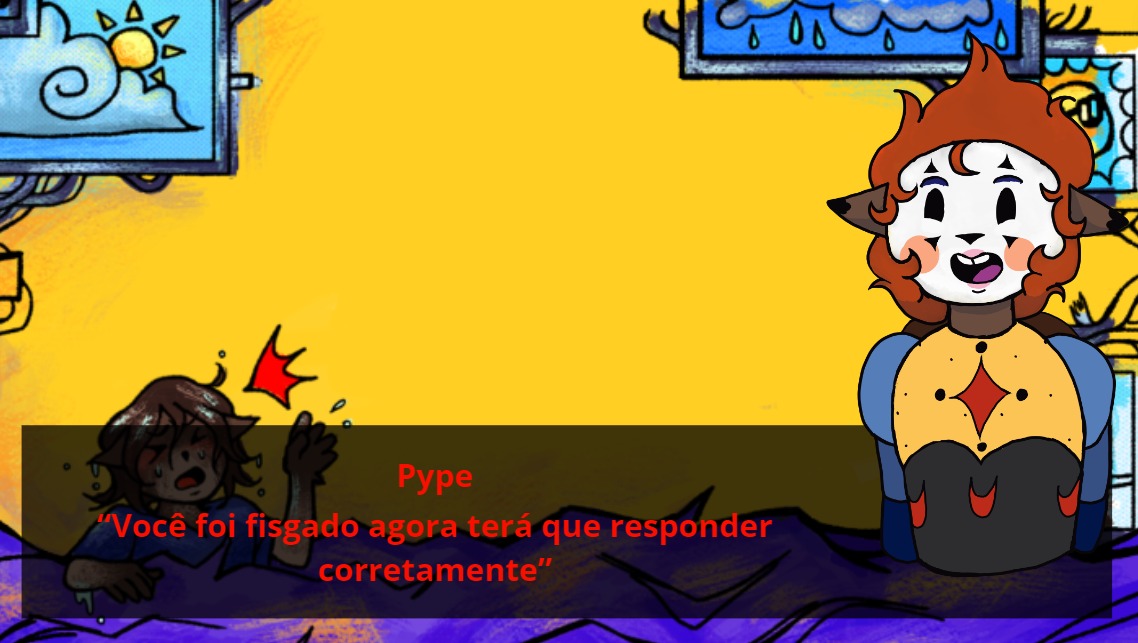 Pype
“Você foi fisgado agora terá que responder
corretamente”